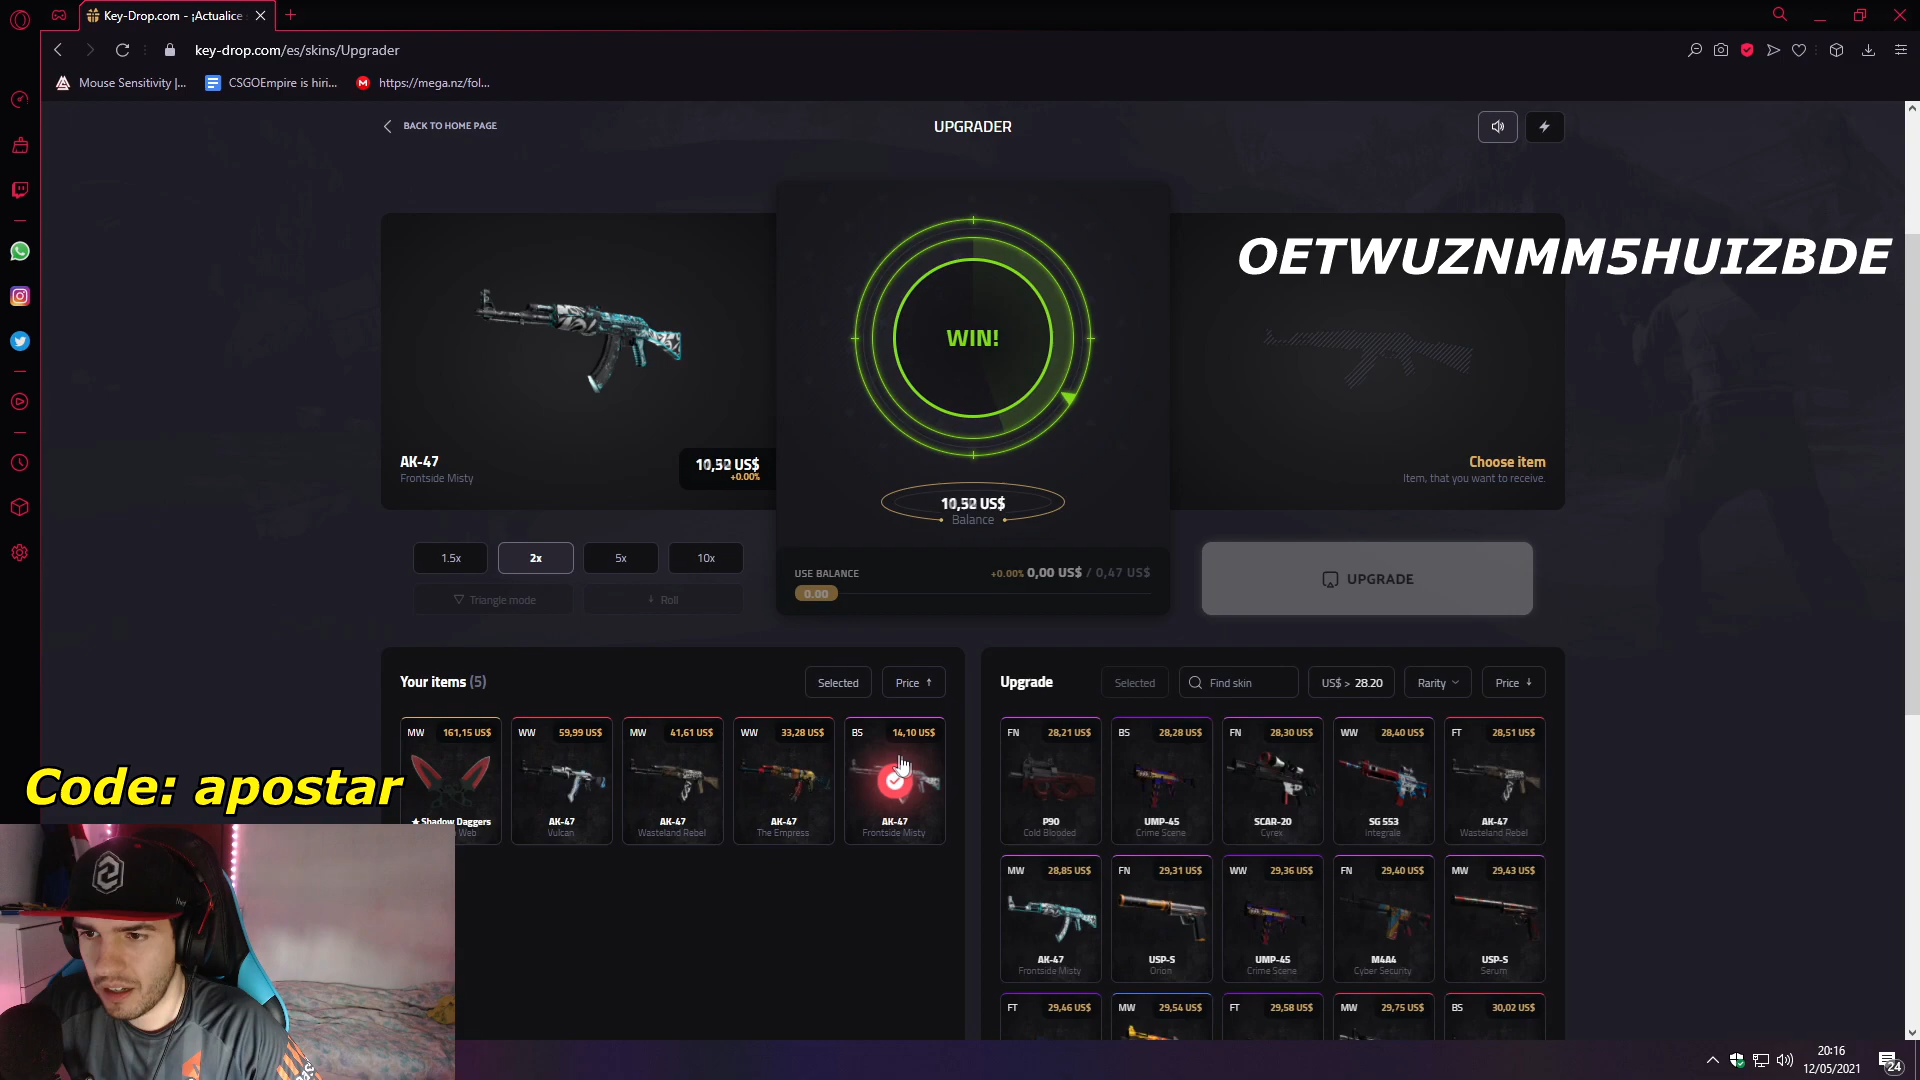 Key-Drop.com - ¡Actualice
key-drop.com/es/skins/Upgrader
Mouse Sensitivity |...
CSGOEmpire is hiri...
https://mega.nz/fol...
BACK TO HOME PAGE
UPGRADER
OETWUZNMM5HUIZBDE
WIN!
AK-47
Frontside Misty
+0.00%
Choose item
Item, that you want to receive.
Balance
1.5x
2x
5x
10x
Triangle mode
Roll
USE BALANCE
+0.00% 0,00 US$ / 0,47 US$
0.00
UPGRADE
Your items (5)
Selected
Price
Upgrade
Selected
Find skin
US$ > 28.20
Rarity
Price
MW 161,15 US$
Shadow Daggers
Web
WW 59,99 US$
AK-47
Vulcan
MW 41,61 US$
AK-47
Wasteland Rebel
WW 33,28 US$
AK-47
The Empress
BS 14,10 US$
AK-47
Frontside Misty
FN 28,21 US$
P90
Cold Blooded
BS 28,28 US$
UMP-45
Crime Scene
FN 28,30 US$
SCAR-20
Cyrex
WW 28,40 US$
SG 553
Integrale
FT 28,51 US$
AK-47
Wasteland Rebel
MW 28,85 US$
AK-47
Frontside Misty
FN 29,31 US$
USP-S
Orion
WW 29,36 US$
UMP-45
Crime Scene
FN 29,40 US$
M4A4
Cyber Security
MW 29,43 US$
USP-S
Serum
FT 29,46 US$
MW 29,54 US$
FT 29,58 US$
MW 29,75 US$
BS 30,02 US$
Code: apostar
20:16
12/05/2021
24